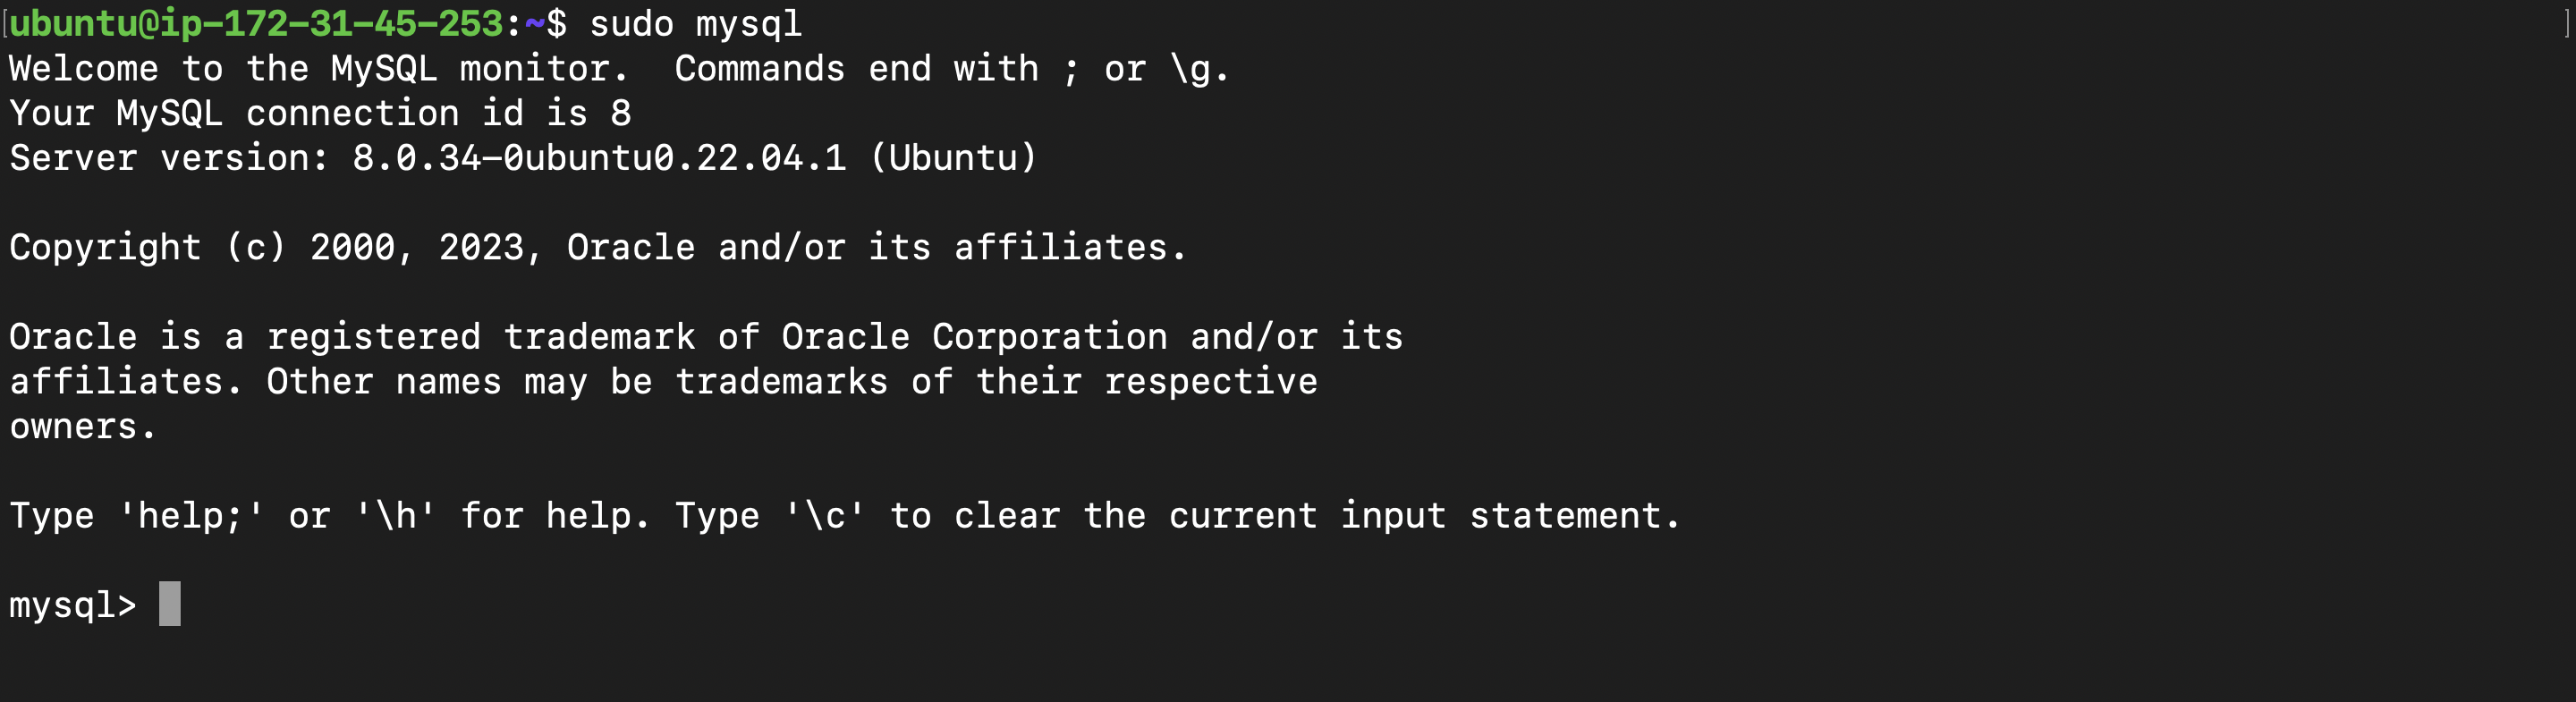 [ubuntu@ip-172-31-45-253:~$ sudo mysql ]
Welcome to the MySQL monitor.  Commands end with ; or \g.
Your MySQL connection id is 8
Server version: 8.0.34-0ubuntu0.22.04.1 (Ubuntu)
Copyright (c) 2000, 2023, Oracle and/or its affiliates.
Oracle is a registered trademark of Oracle Corporation and/or its
affiliates. Other names may be trademarks of their respective
owners.
Type 'help;' or '\h' for help. Type '\c' to clear the current input statement.
mysql>